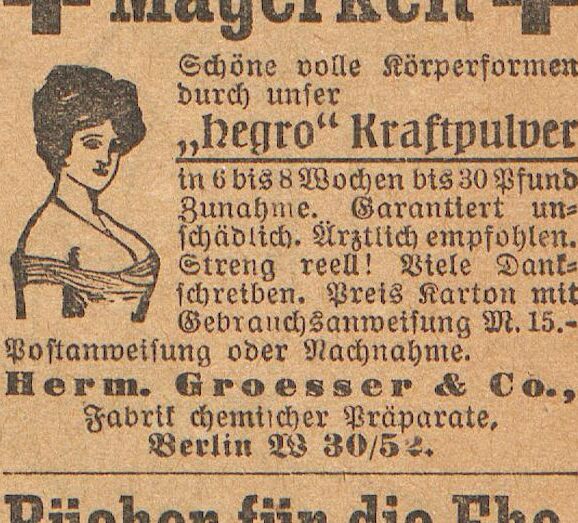 Magerkeit
Schöne volle Körperformen
durch unser
„Hegro“ Kraftpulver
in 6 bis 8 Wochen bis 30 Pfund
Zunahme. Garantiert un=
schädlich. Ärztlich empfohlen.
Streng reell! Viele Dank=
schreiben. Preis Karton mit
Gebrauchsanweisung M. 15.-
Postanweisung oder Nachnahme.
Herm. Groesser & Co.,
Fabrik chemischer Präparate,
Berlin W 30/52.
Bücher für die Ehe